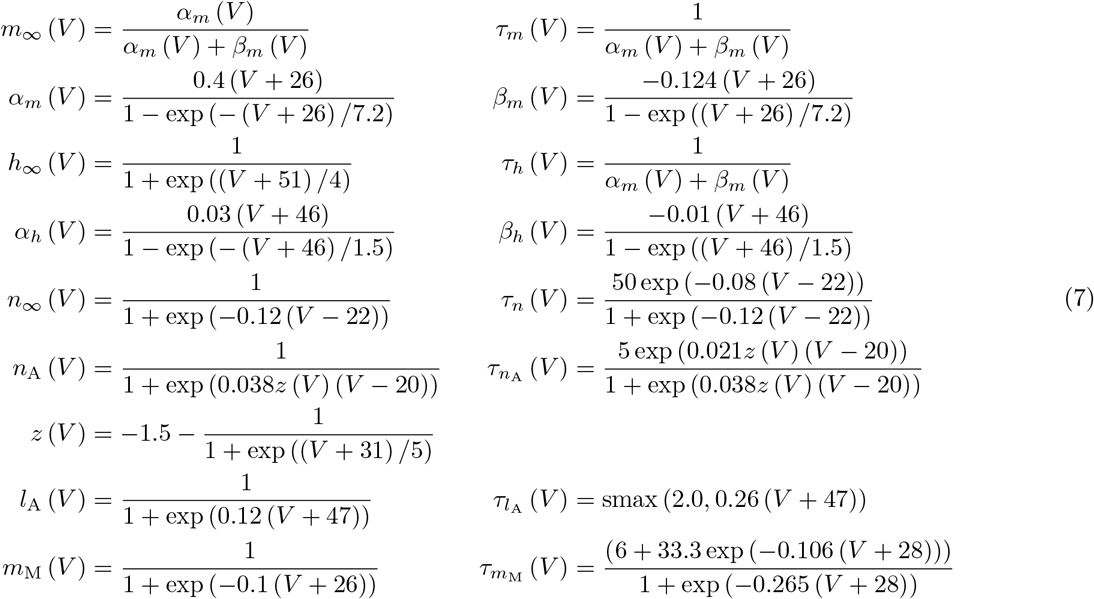 m∞ (V) = αm (V) / (αm (V) + βm (V))    τm (V) = 1 / (αm (V) + βm (V))
αm (V) = 0.4 (V + 26) / (1 − exp (− (V + 26) /7.2))    βm (V) = −0.124 (V + 26) / (1 − exp ((V + 26) /7.2))
h∞ (V) = 1 / (1 + exp ((V + 51) /4))    τh (V) = 1 / (αm (V) + βm (V))
αh (V) = 0.03 (V + 46) / (1 − exp (− (V + 46) /1.5))    βh (V) = −0.01 (V + 46) / (1 − exp ((V + 46) /1.5))
n∞ (V) = 1 / (1 + exp (−0.12 (V − 22)))    τn (V) = 50 exp (−0.08 (V − 22)) / (1 + exp (−0.12 (V − 22)))    (7)
nA (V) = 1 / (1 + exp (0.038z (V) (V − 20)))    τnA (V) = 5 exp (0.021z (V) (V − 20)) / (1 + exp (0.038z (V) (V − 20)))
z (V) = −1.5 − 1 / (1 + exp ((V + 31) /5))
lA (V) = 1 / (1 + exp (0.12 (V + 47)))    τlA (V) = smax (2.0, 0.26 (V + 47))
mM (V) = 1 / (1 + exp (−0.1 (V + 26)))    τmM (V) = (6 + 33.3 exp (−0.106 (V + 28))) / (1 + exp (−0.265 (V + 28)))